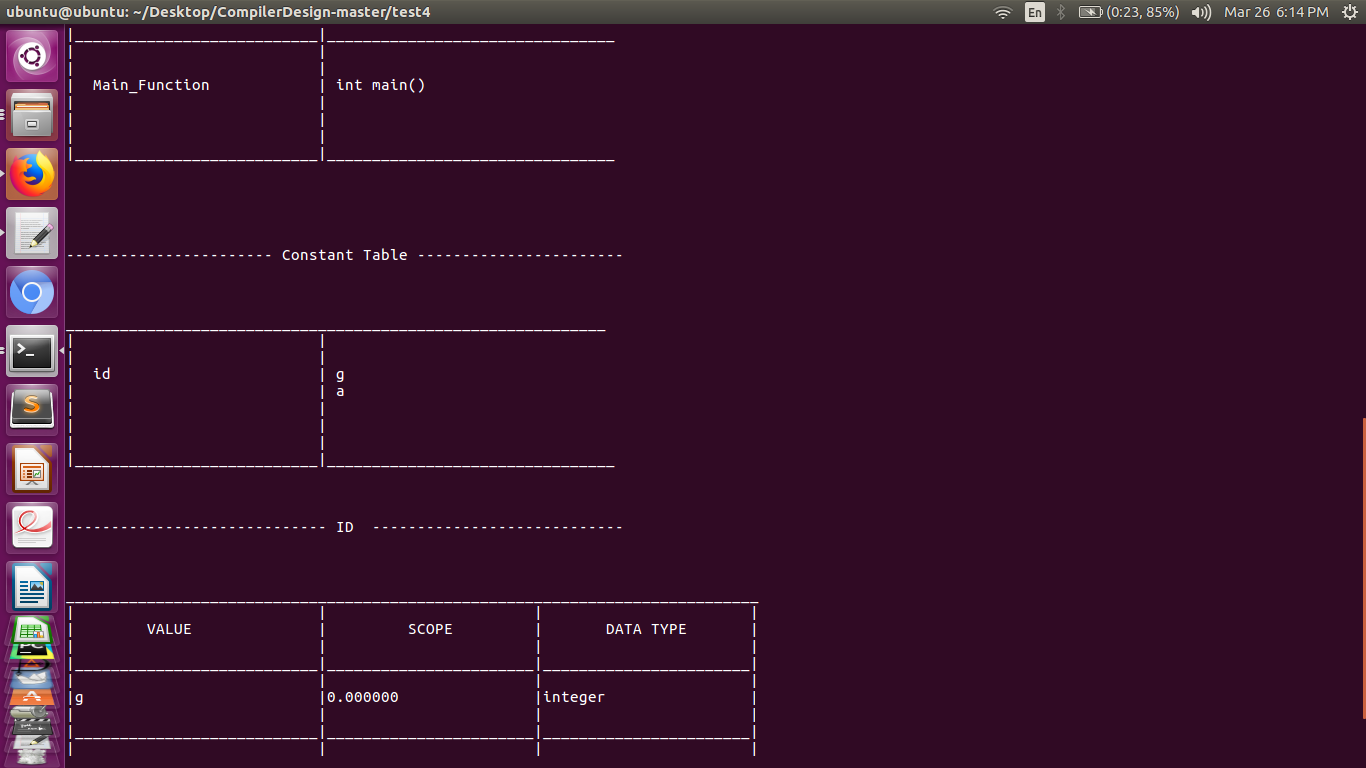 ubuntu@ubuntu: ~/Desktop/CompilerDesign-master/test4 En (0:23, 85%) Mar 26 6:14 PM
Main_Function int main()
----------------------- Constant Table -----------------------
id g
a
----------------------------- ID ----------------------------
VALUE SCOPE DATA TYPE
g 0.000000 integer